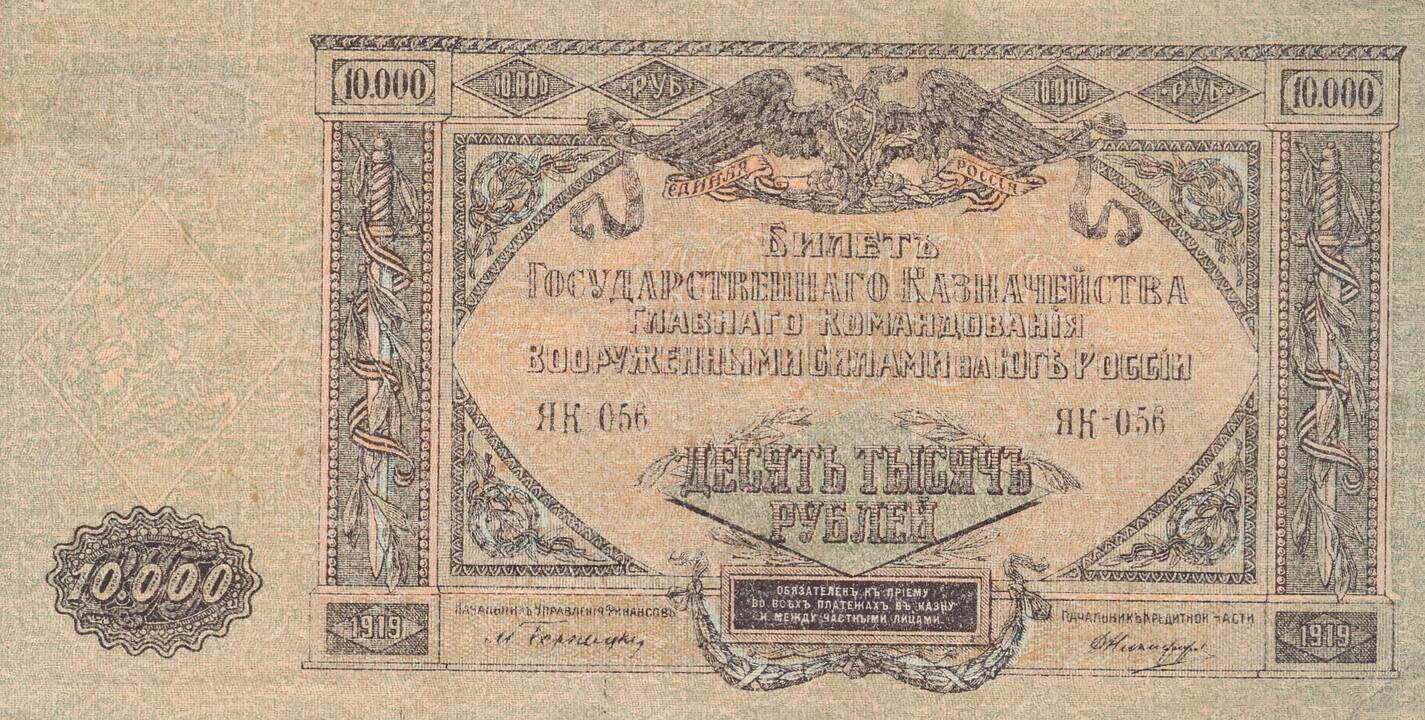 10.000 10.000 РУБ 10.000 РУБ 10.000
ЕДИНАЯ РОССІЯ
БИЛЕТЪ
ГОСУДАРСТВЕННАГО КАЗНАЧЕЙСТВА
ГЛАВНАГО КОМАНДОВАНІЯ
ВООРУЖЕННЫМИ СИЛАМИ НА ЮГѢ РОССІИ
ЯК-056 ЯК-056
ДЕСЯТЬ ТЫСЯЧЪ
РУБЛЕЙ
10.000
ОБЯЗАТЕЛЕНЪ КЪ ПРІЕМУ
ВО ВСѢХЪ ПЛАТЕЖАХЪ ВЪ КАЗНУ
И МЕЖДУ ЧАСТНЫМИ ЛИЦАМИ.
1919 НАЧАЛЬНИКЪ УПРАВЛЕНІЯ ФИНАНСОВЪ НАЧАЛЬНИКЪ КРЕДИТНОЙ ЧАСТИ 1919